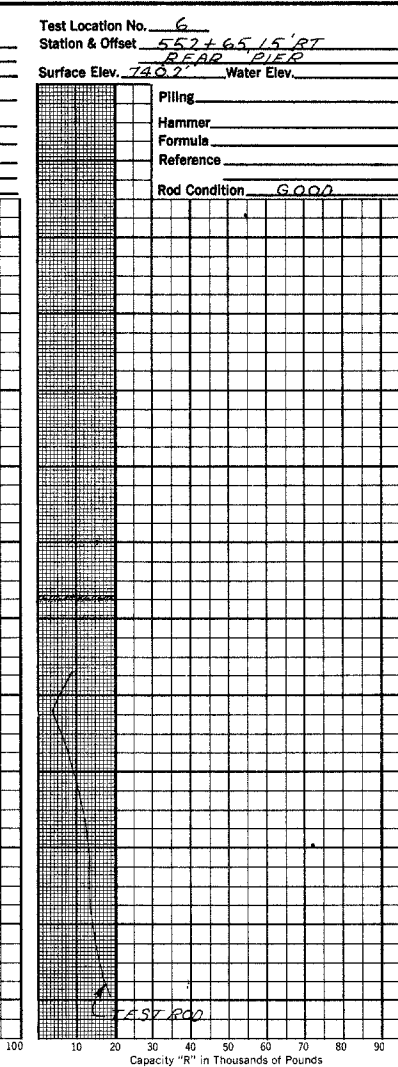 Test Location No. 6
Station & Offset 552+65, 15' RT
REAR PIER
Surface Elev. 740.2' Water Elev.
Piling
Hammer
Formula
Reference
Rod Condition GOOD
TEST ROD
100 10 20 30 40 50 60 70 80 90
Capacity "R" in Thousands of Pounds